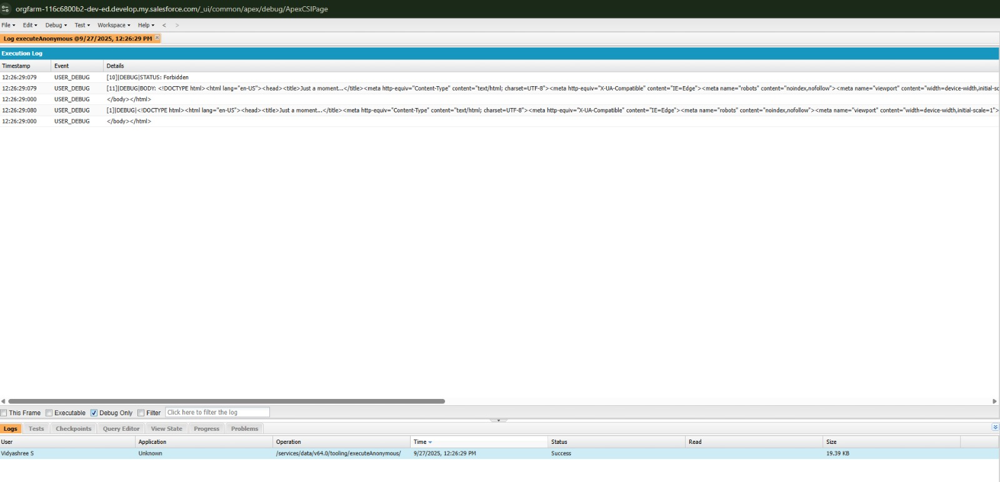 orgfarm-116c6800b2-dev-ed.develop.my.salesforce.com/_ui/common/apex/debug/ApexCSIPage
File Edit Debug Test Workspace Help < >
Log executeAnonymous @9/27/2025, 12:26:29 PM
Execution Log
Timestamp Event Details
12:26:29:079 USER_DEBUG [10]|DEBUG|STATUS: Forbidden
12:26:29:079 USER_DEBUG [11]|DEBUG|BODY: <!DOCTYPE html><html lang="en-US"><head><title>Just a moment...</title><meta http-equiv="Content-Type" content="text/html; charset=UTF-8"><meta http-equiv="X-UA-Compatible" content="IE=Edge"><meta name="robots" content="noindex,nofollow"><meta name="viewport" content="width=device-width,initial-sc
12:26:29:000 USER_DEBUG </body></html>
12:26:29:080 USER_DEBUG [1]|DEBUG|<!DOCTYPE html><html lang="en-US"><head><title>Just a moment...</title><meta http-equiv="Content-Type" content="text/html; charset=UTF-8"><meta http-equiv="X-UA-Compatible" content="IE=Edge"><meta name="robots" content="noindex,nofollow"><meta name="viewport" content="width=device-width,initial-scale=1">
12:26:29:000 USER_DEBUG </body></html>
This Frame Executable Debug Only Filter Click here to filter the log
Logs Tests Checkpoints Query Editor View State Progress Problems
User Application Operation Time Status Read Size
Vidyashree S Unknown /services/data/v64.0/tooling/executeAnonymous/ 9/27/2025, 12:26:29 PM Success 19.39 KB